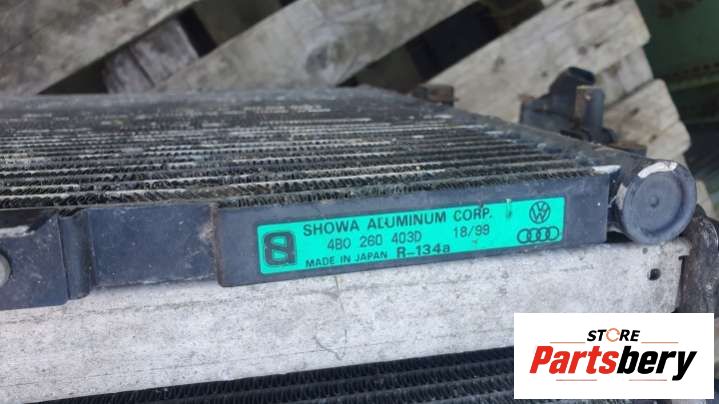 SHOWA ALUMINUM CORP.
4B0 260 403D 18/99
MADE IN JAPAN R-134a
STORE
Partsbery